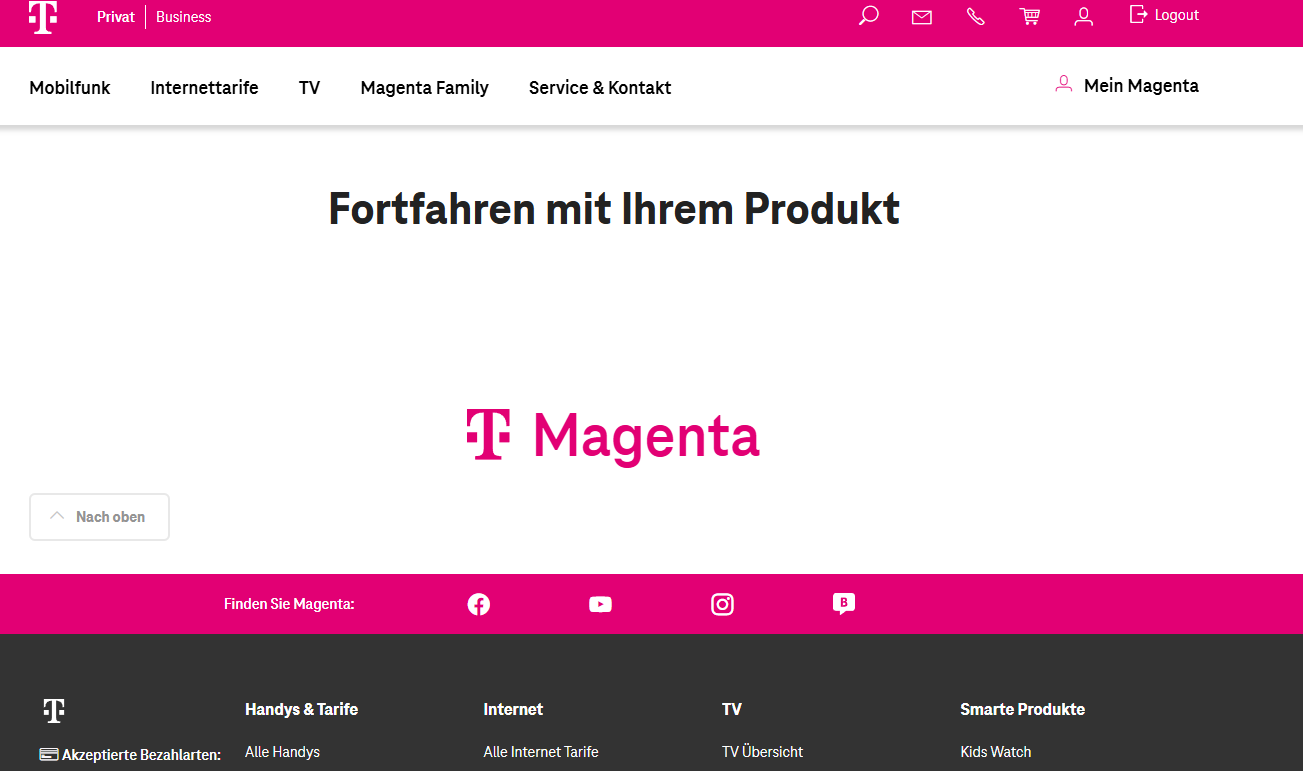 T
Privat
Business
Logout
Mobilfunk
Internettarife
TV
Magenta Family
Service & Kontakt
Mein Magenta
Fortfahren mit Ihrem Produkt
T Magenta
Nach oben
Finden Sie Magenta:
B
T
Handys & Tarife
Internet
TV
Smarte Produkte
Akzeptierte Bezahlarten:
Alle Handys
Alle Internet Tarife
TV Übersicht
Kids Watch